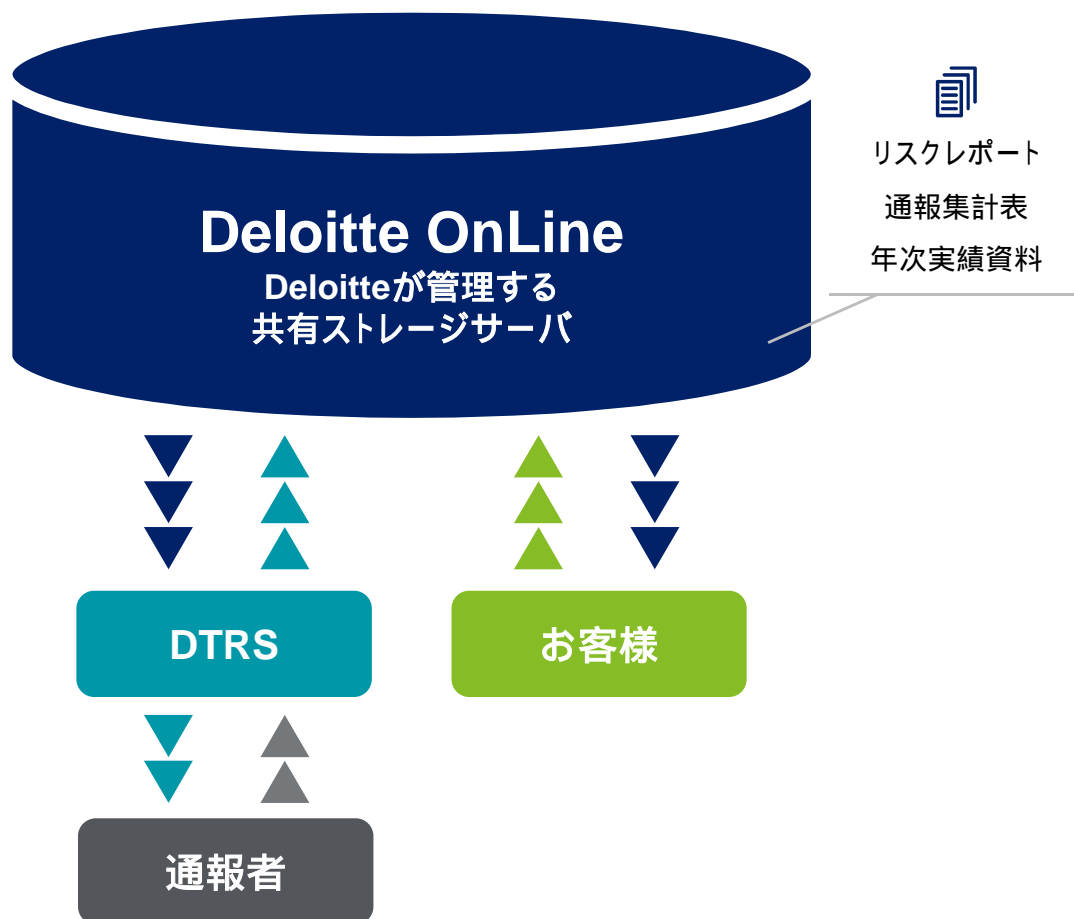 Deloitte OnLine
Deloitteが管理する
共有ストレージサーバ
リスクレポート
通報集計表
年次実績資料
DTRS
お客様
通報者